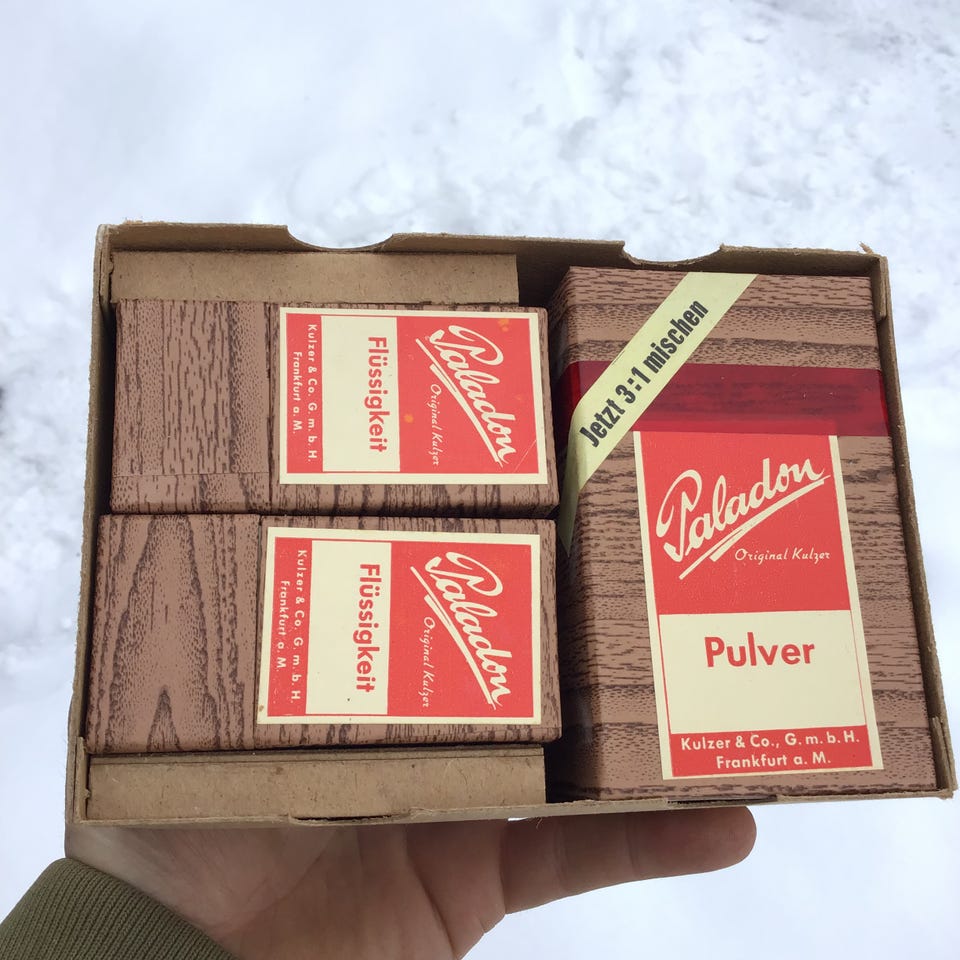 Paladon
Original Kulzer
Flüssigkeit
Kulzer & Co. G. m. b. H.
Frankfurt a. M.
Paladon
Original Kulzer
Flüssigkeit
Kulzer & Co. G. m. b. H.
Frankfurt a. M.
Jetzt 3:1 mischen
Paladon
Original Kulzer
Pulver
Kulzer & Co., G. m. b. H.
Frankfurt a. M.